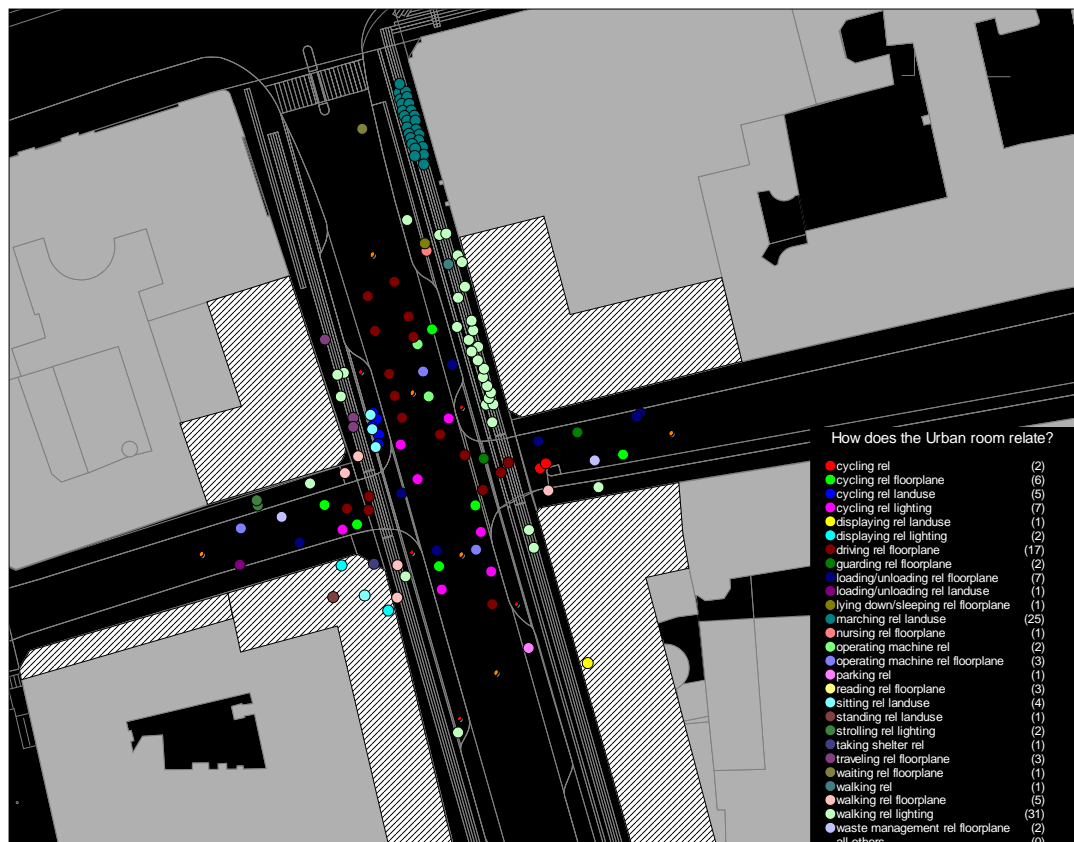 How does the Urban room relate?
cycling rel (2)
cycling rel floorplane (6)
cycling rel landuse (5)
cycling rel lighting (7)
displaying rel landuse (1)
displaying rel lighting (2)
driving rel floorplane (17)
guarding rel floorplane (2)
loading/unloading rel floorplane (7)
loading/unloading rel landuse (1)
lying down/sleeping rel floorplane (1)
marching rel landuse (25)
nursing rel floorplane (1)
operating machine rel (2)
operating machine rel floorplane (3)
parking rel (1)
reading rel floorplane (3)
sitting rel landuse (4)
standing rel landuse (1)
strolling rel lighting (2)
taking shelter rel (1)
traveling rel floorplane (3)
waiting rel floorplane (1)
walking rel (1)
walking rel floorplane (5)
walking rel lighting (31)
waste management rel floorplane (2)
all others (0)